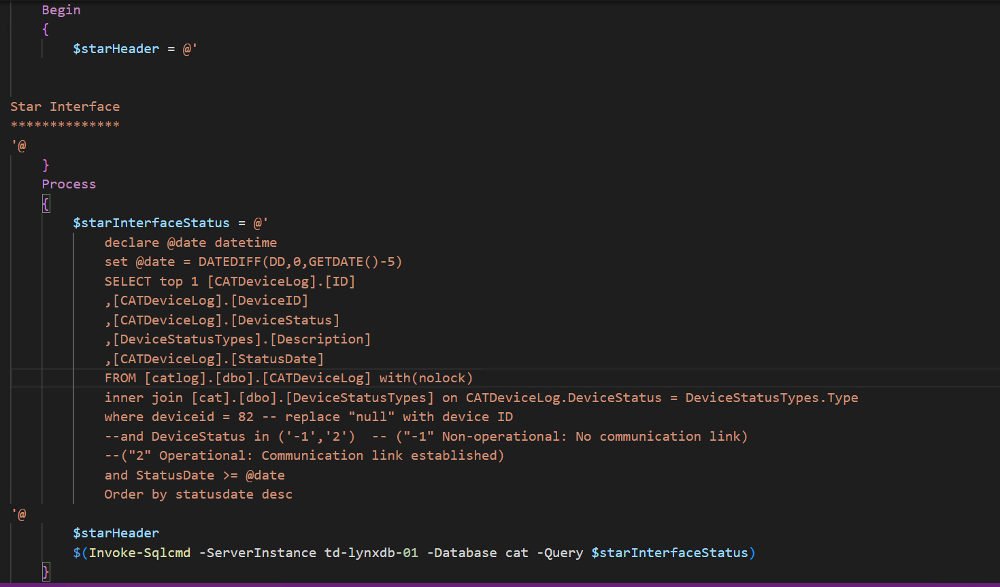 Begin
{
$starHeader = @'
Star Interface
**************
'@
}
Process
{
$starInterfaceStatus = @'
declare @date datetime
set @date = DATEDIFF(DD,0,GETDATE()-5)
SELECT top 1 [CATDeviceLog].[ID]
,[CATDeviceLog].[DeviceID]
,[CATDeviceLog].[DeviceStatus]
,[DeviceStatusTypes].[Description]
,[CATDeviceLog].[StatusDate]
FROM [catlog].[dbo].[CATDeviceLog] with(nolock)
inner join [cat].[dbo].[DeviceStatusTypes] on CATDeviceLog.DeviceStatus = DeviceStatusTypes.Type
where deviceid = 82 -- replace "null" with device ID
--and DeviceStatus in ('-1','2')  -- ("-1" Non-operational: No communication link)
--("2" Operational: Communication link established)
and StatusDate >= @date
Order by statusdate desc
'@
$starHeader
$(Invoke-Sqlcmd -ServerInstance td-lynxdb-01 -Database cat -Query $starInterfaceStatus)
}